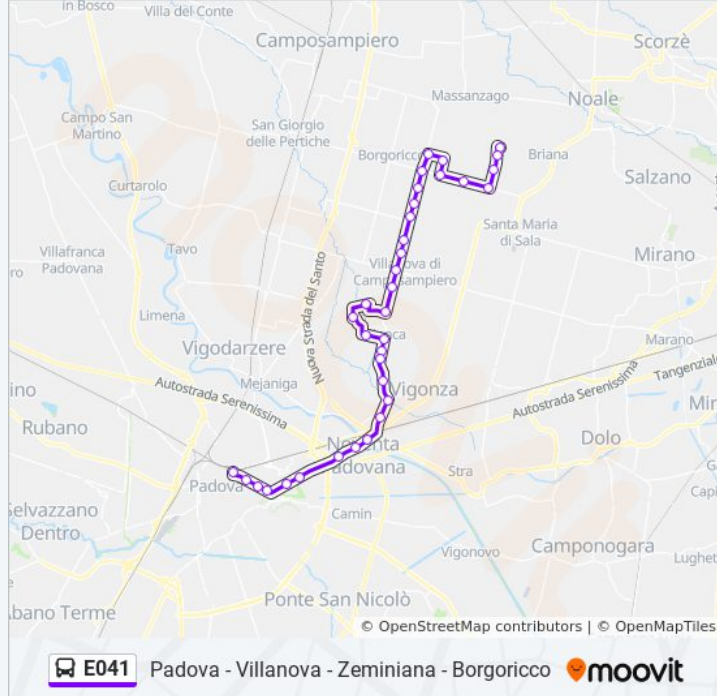 in Bosco
Villa del Conte
Camposampiero
Scorzè
Massanzago
Noale
Campo San
Martino
San Giorgio
delle Pertiche
Borgoricco
Briana
Curtarolo
Salzano
Santa Maria
di Sala
Villafranca
Padovana
Tavo
Villanova di
Camposampiero
Mirano
Nuova Strada del Santo
Limena
Vigodarzere
Marano
Mejaniga
Autostrada Serenissima
Vigonza
Autostrada Serenissima
Tangenziale
Rubano
Noventa
Padovana
Dolo
Stra
Padova
Selvazzano
Dentro
Camin
Vigonovo
Camponogara
Ponte San Nicolò
Abano Terme
© OpenStreetMap contributors | © OpenMapTiles
E041 Padova - Villanova - Zeminiana - Borgoricco moovit